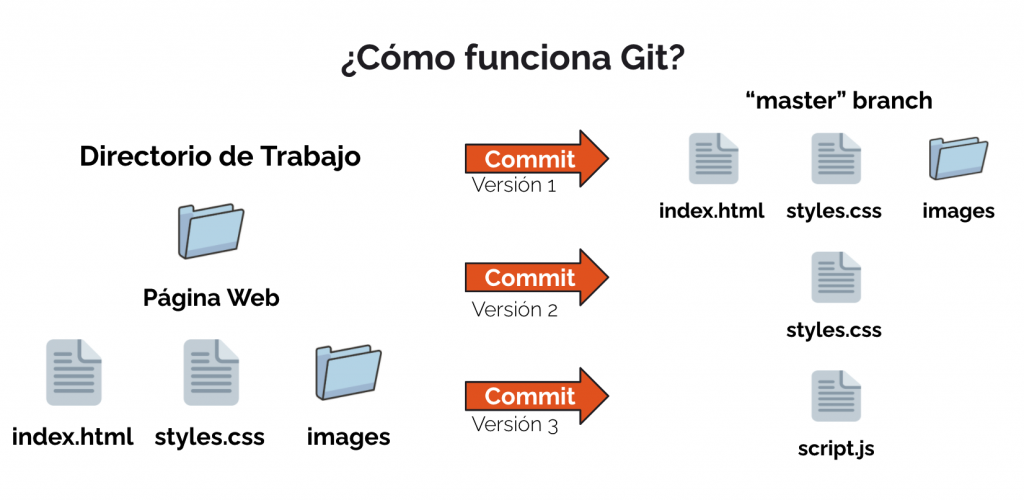 ¿Cómo funciona Git?
Directorio de Trabajo
Página Web
index.html styles.css images
Commit
Versión 1
Commit
Versión 2
Commit
Versión 3
“master” branch
index.html styles.css images
styles.css
script.js